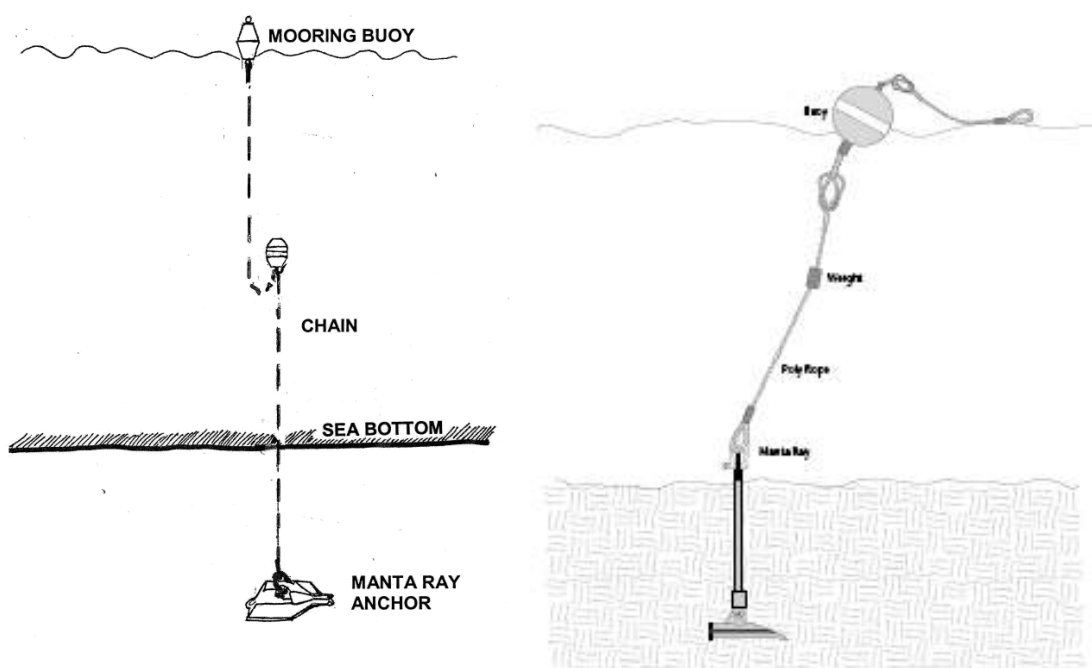 MOORING BUOY
CHAIN
SEA BOTTOM
MANTA RAY
ANCHOR
Buoy
Weight
Poly Rope
Manta Ray